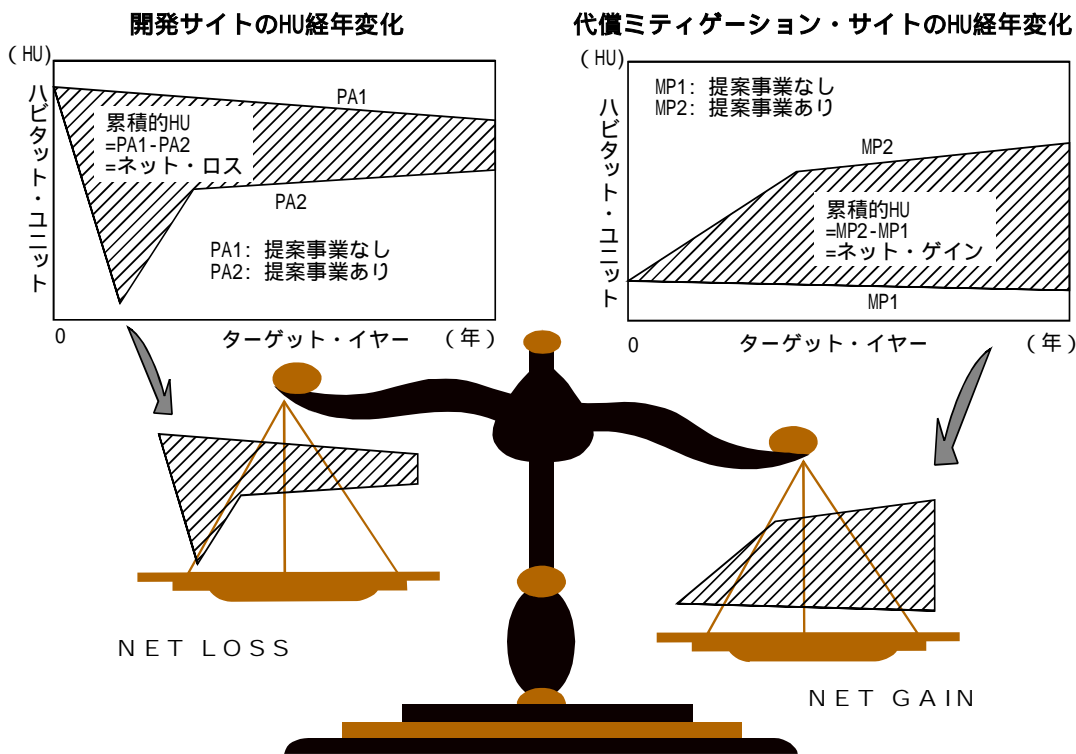 開発サイトのHU経年変化
(HU)
ハビタット・ユニット
PA1
累積的HU
=PA1-PA2
=ネット・ロス
PA2
PA1: 提案事業なし
PA2: 提案事業あり
0
ターゲット・イヤー
(年)
代償ミティゲーション・サイトのHU経年変化
(HU)
ハビタット・ユニット
MP1: 提案事業なし
MP2: 提案事業あり
MP2
累積的HU
=MP2-MP1
=ネット・ゲイン
MP1
0
ターゲット・イヤー
(年)
NET LOSS
NET GAIN